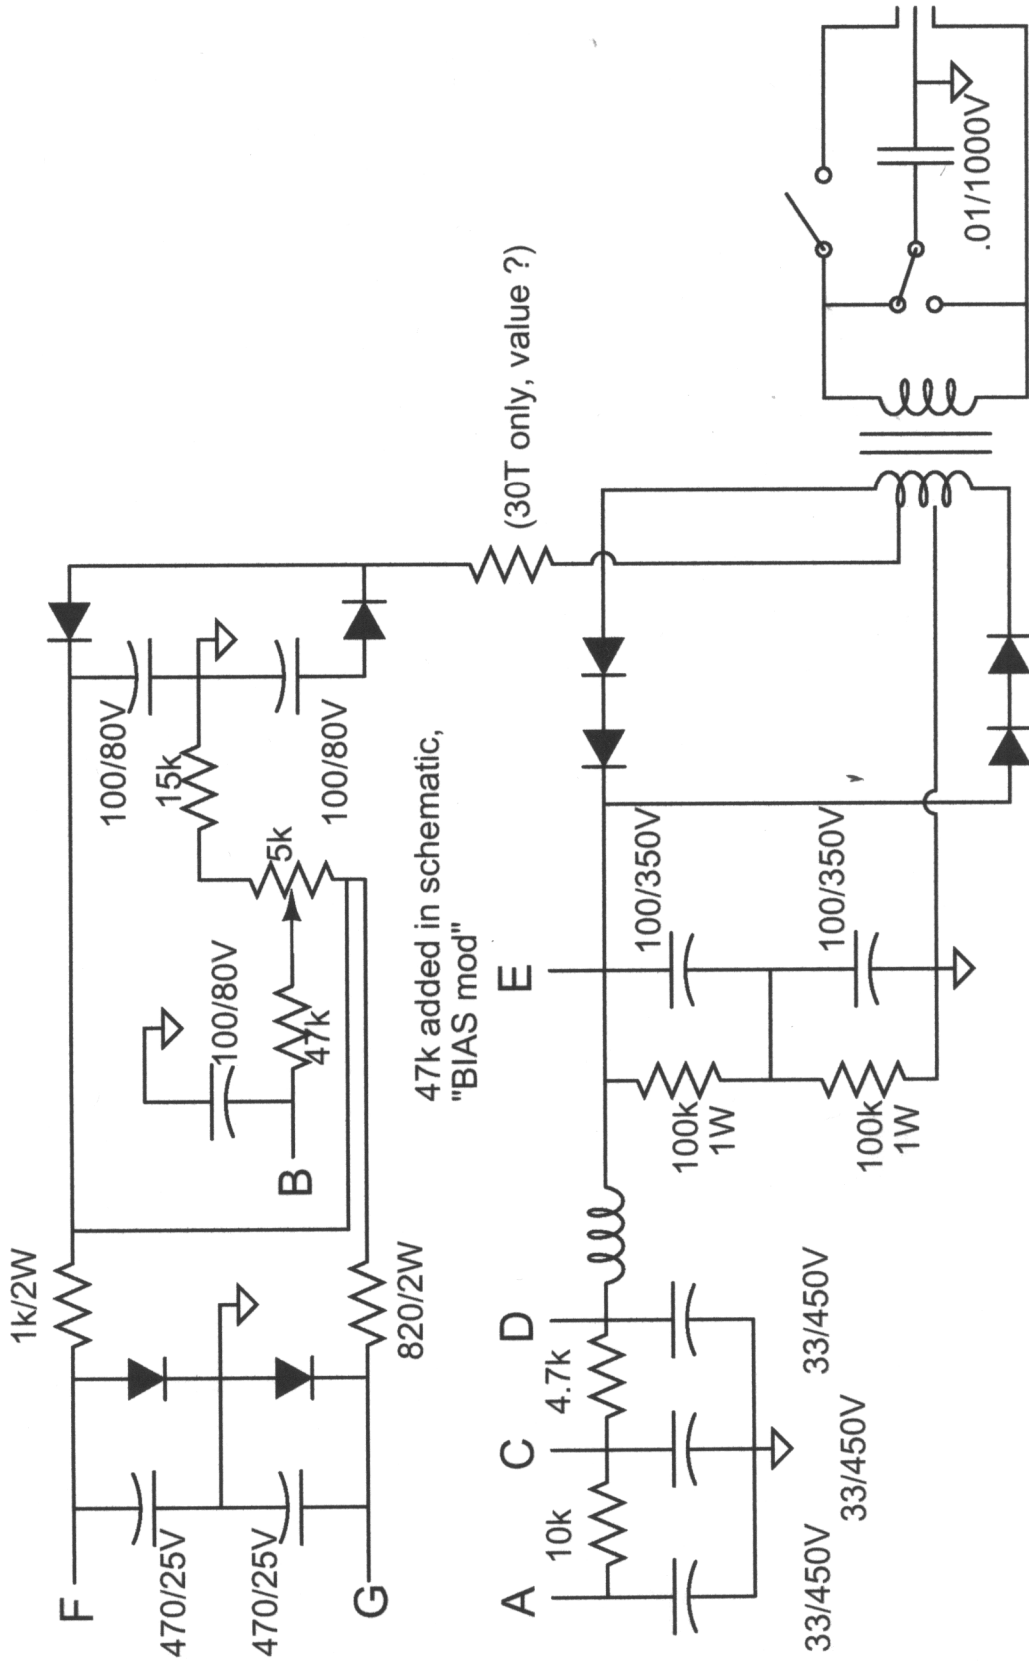 1k/2W
F
470/25V
470/25V
G
820/2W
B
100/80V
47k
5k
15k
100/80V
100/80V
47k added in schematic,
"BIAS mod"
(30T only, value ?)
A
10k
C
4.7k
D
E
33/450V
33/450V
33/450V
100k
1W
100k
1W
100/350V
100/350V
.01/1000V